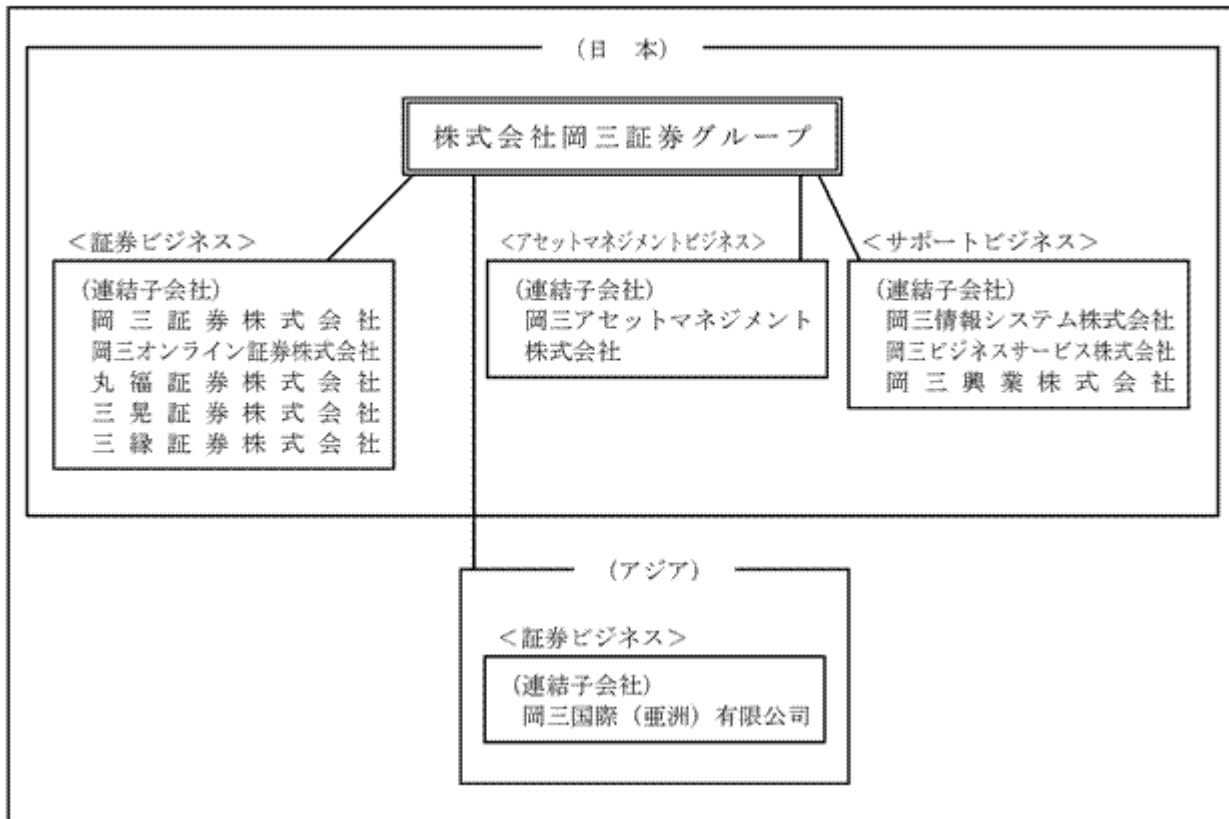 (日 本)
株式会社岡三証券グループ
<証券ビジネス>
(連結子会社)
岡三証券株式会社
岡三オンライン証券株式会社
丸福証券株式会社
三晃証券株式会社
三縁証券株式会社
<アセットマネジメントビジネス>
(連結子会社)
岡三アセットマネジメント
株式会社
<サポートビジネス>
(連結子会社)
岡三情報システム株式会社
岡三ビジネスサービス株式会社
岡三興業株式会社
(アジア)
<証券ビジネス>
(連結子会社)
岡三国際(亜洲)有限公司